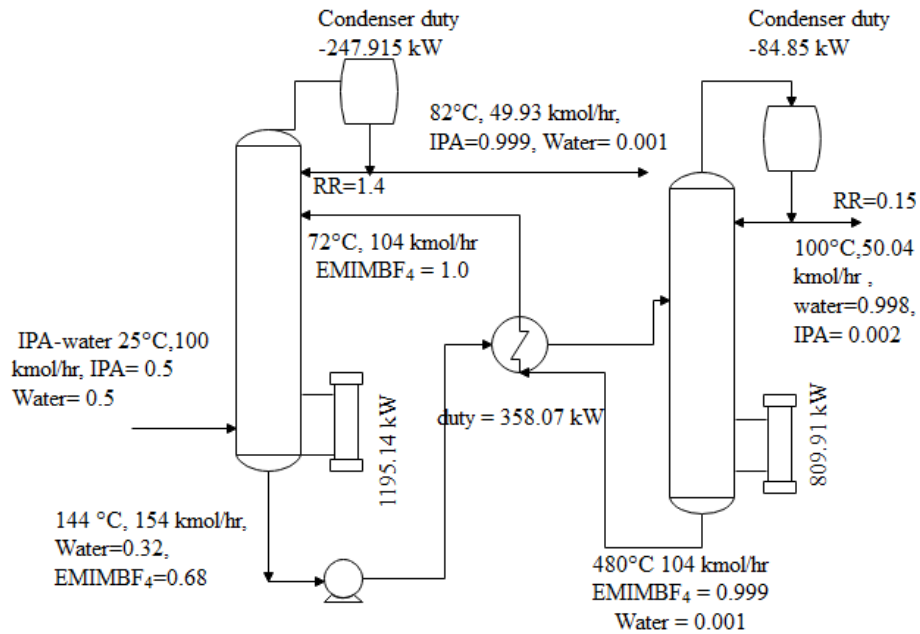 Condenser duty
-247.915 kW
Condenser duty
-84.85 kW
82°C, 49.93 kmol/hr,
IPA=0.999, Water= 0.001
RR=1.4
RR=0.15
72°C, 104 kmol/hr
EMIMBF₄ = 1.0
100°C,50.04
kmol/hr ,
water=0.998,
IPA= 0.002
IPA-water 25°C,100
kmol/hr, IPA= 0.5
Water= 0.5
1195.14 kW
duty = 358.07 kW
809.91 kW
144 °C, 154 kmol/hr,
Water=0.32,
EMIMBF₄=0.68
480°C 104 kmol/hr
EMIMBF₄ = 0.999
Water = 0.001